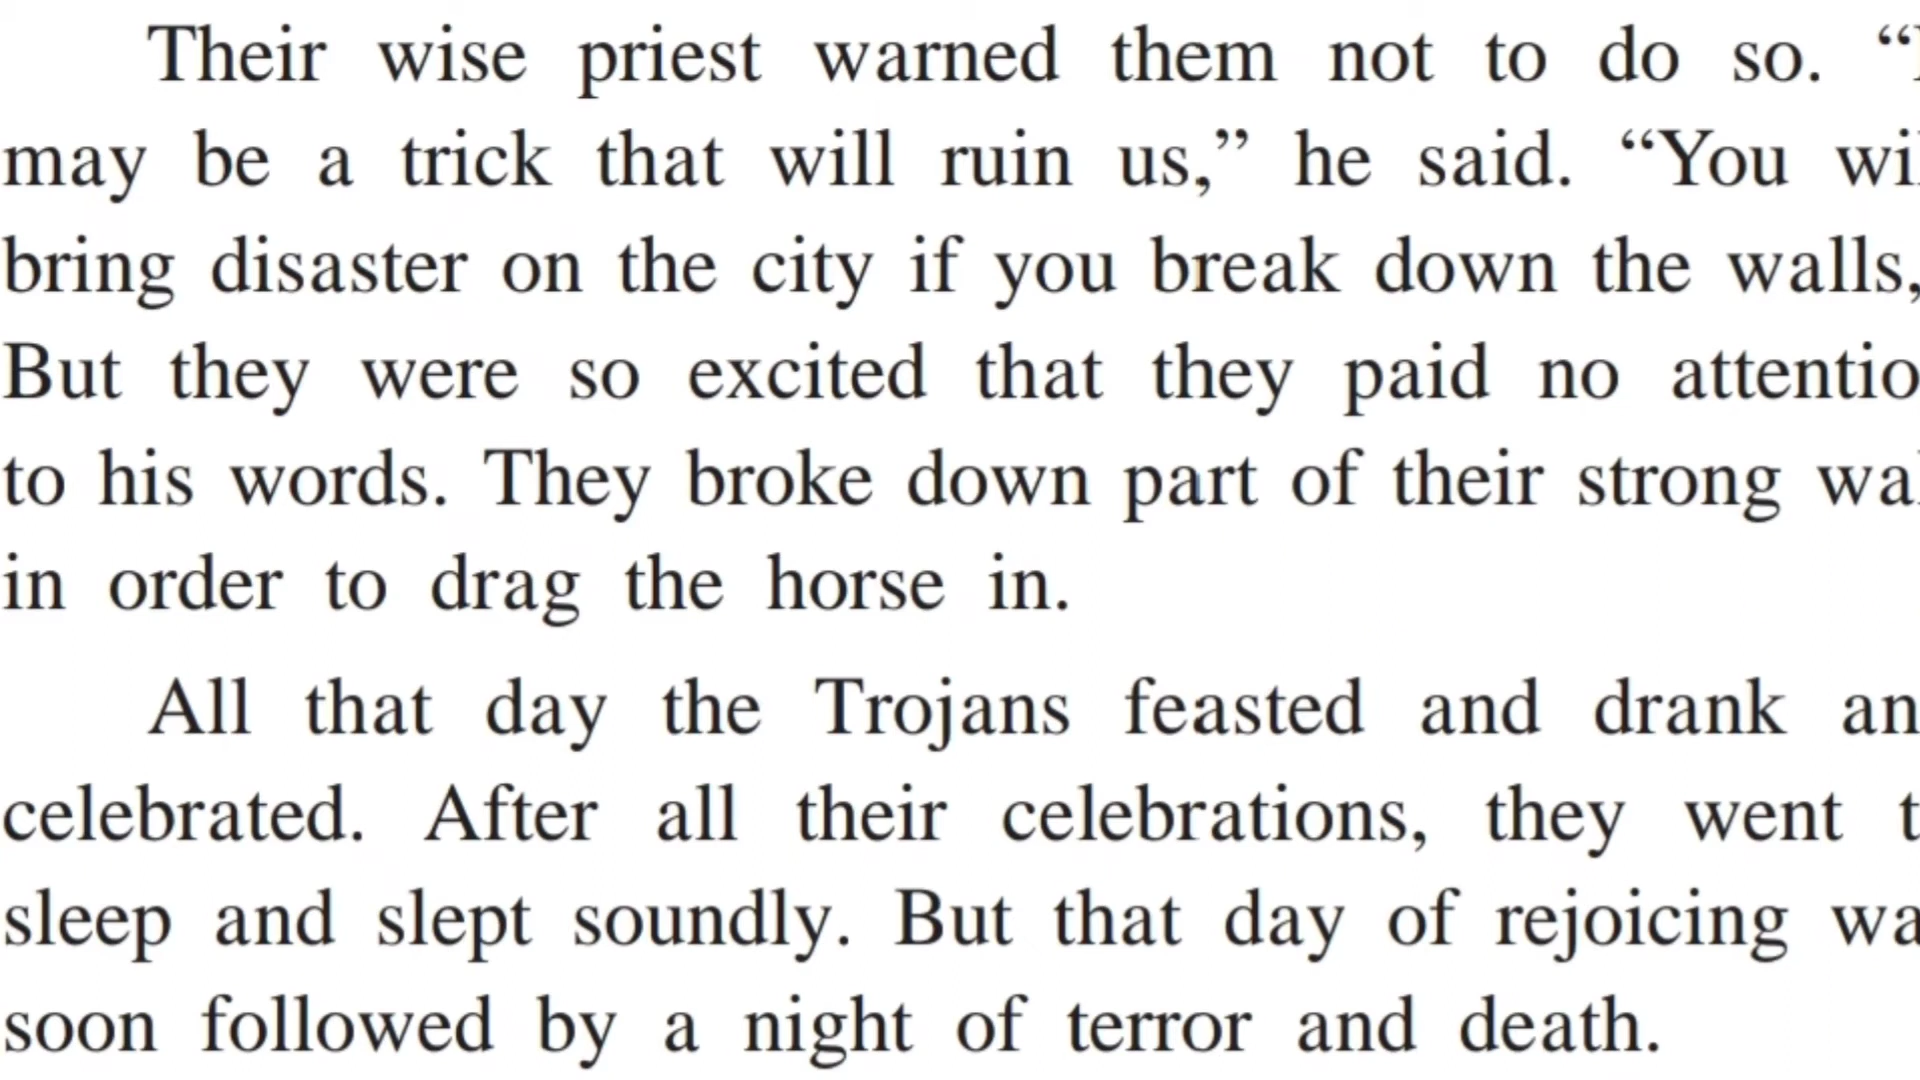 Their wise priest warned them not to do so. “I
may be a trick that will ruin us,” he said. “You wil
bring disaster on the city if you break down the walls,
But they were so excited that they paid no attentio
to his words. They broke down part of their strong wal
in order to drag the horse in.
All that day the Trojans feasted and drank an
celebrated. After all their celebrations, they went t
sleep and slept soundly. But that day of rejoicing wa
soon followed by a night of terror and death.